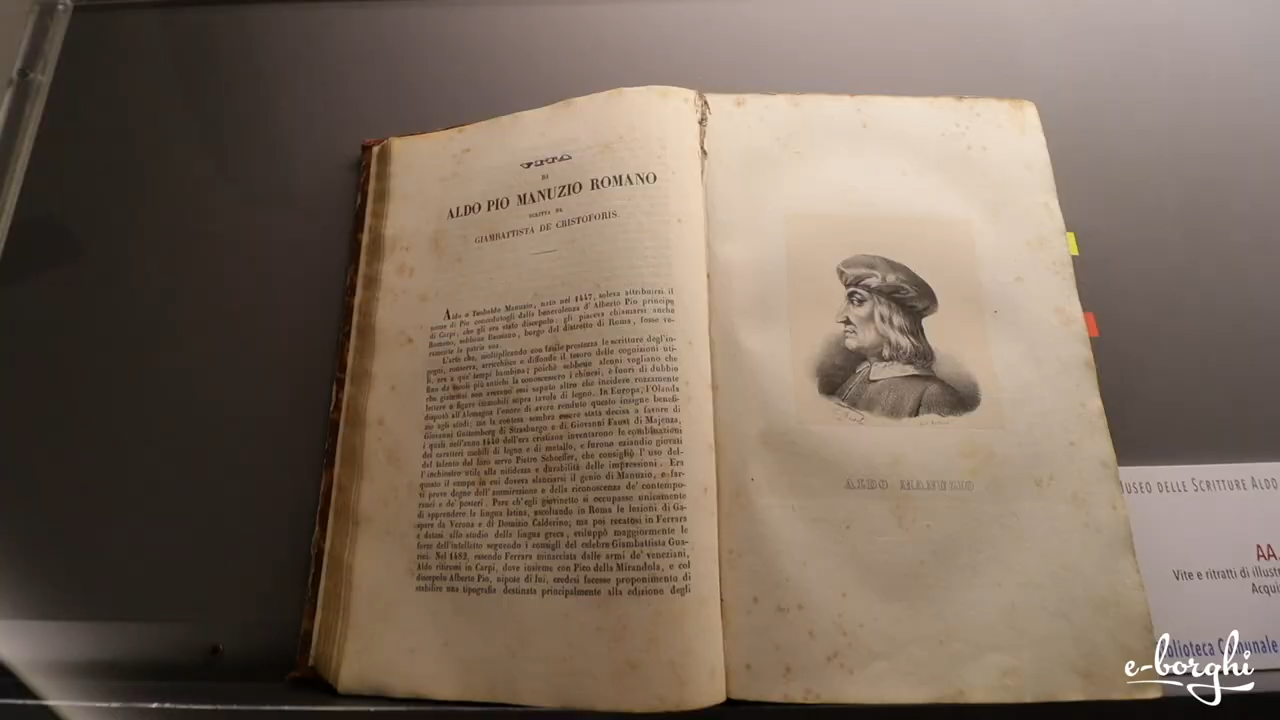 VITA
DI
ALDO PIO MANUZIO ROMANO
SCRITTA DA
GIAMBATTISTA DE CRISTOFORIS.
Aldo o Teobaldo Manuzio, nato nel 1447, soleva attribuirsi il
nome di Pio concedutogli dalla benevolenza d'Alberto Pio principe
di Carpi, che gli era stato discepolo: gli piaceva chiamarsi anche
Romano, sebbene Bassiano, borgo del distretto di Roma, fosse ve-
ramente la patria sua.
L'arte che, moltiplicando con facile prestezza le scritture degl'in-
gegni, conserva, arricchisce e diffonde il tesoro delle cognizioni uti-
li, era a que' tempi bambina; poichè sebbene alcuni vogliano che
fino da secoli più antichi la conoscessero i chinesi, è fuori di dubbio
che giammai non avevano essi saputo altro che incidere rozzamente
lettere o figure immobili sopra tavole di legno. In Europa, l'Olanda
disputò all'Alemagna l'onore di avere renduto questo insigne benefi-
zio agli studi; ma la contesa sembra essere stata decisa a favore di
Giovanni Guttemberg di Strasburgo e di Giovanni Faust di Majenza,
i quali nell'anno 1440 dell'era cristiana inventarono le combinazioni
dei caratteri mobili di legno e di metallo, e furono eziandio giovati
del talento del loro servo Pietro Schoeffer, che consigliò l'uso del-
l'inchiostro utile alla nitidezza e durabilità delle impressioni. Era
questo il campo in cui doveva slanciarsi il genio di Manuzio, e far-
vi prove degne dell'ammirazione e della riconoscenza de' contempo-
ranei e de' posteri. Pare ch'egli giovinetto si occupasse unicamente
di apprendere la lingua latina, ascoltando in Roma le lezioni di Ga-
spare da Verona e di Domizio Calderino; ma poi recatosi in Ferrara
e datosi allo studio della lingua greca, sviluppò maggiormente le
forze dell'intelletto seguendo i consigli del celebre Giambattista Gua-
rini. Nel 1482, essendo Ferrara minacciata dalle armi de' veneziani,
Aldo ritirossi in Carpi, dove insieme con Pico della Mirandola, e col
discepolo Alberto Pio, nipote di lui, credesi facesse proponimento di
stabilire una tipografia destinata principalmente alla edizione degli
ALDO MANUZIO
MUSEO DELLE SCRITTURE ALDO
AA.
Vite e ritratti di illustr
Acqui
Biblioteca Comunale
e-borghi